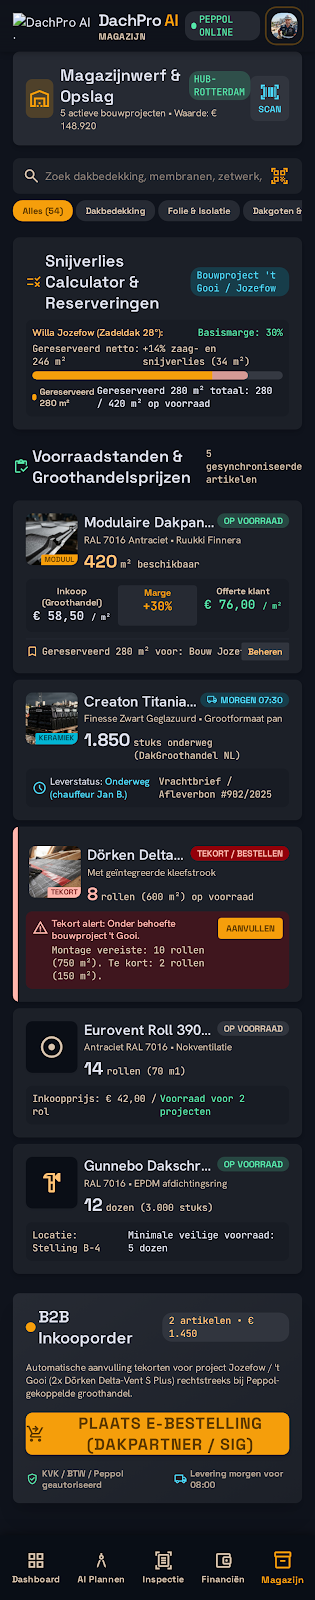 DachPro AI
.
DachPro AI
MAGAZIJN
PEPPOL
ONLINE
Magazijnwerf &
Opslag
5 actieve bouwprojecten • Waarde: €
148.920
HUB-
ROTTERDAM
SCAN
Zoek dakbedekking, membranen, zetwerk,
Alles (54)
Dakbedekking
Folie & Isolatie
Dakgoten &
Snijverlies
Calculator &
Reserveringen
Bouwproject 't
Gooi / Jozefow
Willa Jozefow (Zadeldak 28°):
Basismarge: 30%
Gereserveerd netto:
246 m²
+14% zaag- en
snijverlies (34 m²)
Gereserveerd
280 m²
Gereserveerd 280 m² totaal: 280
/ 420 m² op voorraad
Voorraadstanden &
Groothandelsprijzen
5
gesynchroniseerde
artikelen
MODUUL
Modulaire Dakpan...
OP VOORRAAD
RAL 7016 Antraciet • Ruukki Finnera
420 m² beschikbaar
Inkoop
(Groothandel)
€ 58,50 / m²
Marge
+30%
Offerte klant
€ 76,00 / m²
Gereserveerd 280 m² voor: Bouw Joze
Beheren
KERAMIEK
Creaton Titania...
MORGEN 07:30
Finesse Zwart Geglazuurd • Grootformaat pan
1.850 stuks onderweg
(DakGroothandel NL)
Leverstatus: Onderweg
(chauffeur Jan B.)
Vrachtbrief /
Afleverbon #902/2025
TEKORT
Dörken Delta...
TEKORT / BESTELLEN
Met geïntegreerde kleefstrook
8 rollen (600 m²) op voorraad
Tekort alert: Onder behoefte
bouwproject 't Gooi.
Montage vereiste: 10 rollen
(750 m²). Te kort: 2 rollen
(150 m²).
AANVULLEN
Eurovent Roll 390...
OP VOORRAAD
Antraciet RAL 7016 • Nokventilatie
14 rollen (70 m1)
Inkoopprijs: € 42,00 /
rol
Voorraad voor 2
projecten
Gunnebo Dakschr...
OP VOORRAAD
RAL 7016 • EPDM afdichtingsring
12 dozen (3.000 stuks)
Locatie:
Stelling B-4
Minimale veilige voorraad:
5 dozen
B2B
Inkooporder
2 artikelen • €
1.450
Automatische aanvulling tekorten voor project Jozefow / 't
Gooi (2x Dörken Delta-Vent S Plus) rechtstreeks bij Peppol-
gekoppelde groothandel.
PLAATS E-BESTELLING
(DAKPARTNER / SIG)
KVK / BTW / Peppol
geautoriseerd
Levering morgen voor
08:00
Dashboard
AI Plannen
Inspectie
Financiën
Magazijn